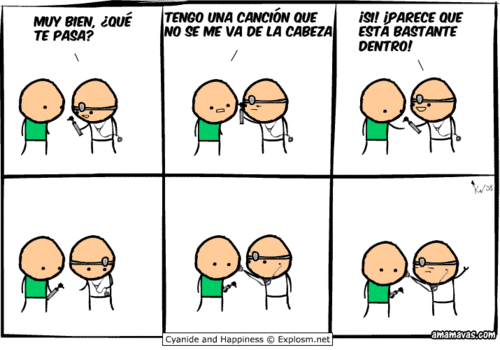 MUY BIEN, ¿QUÉ
TE PASA?
TENGO UNA CANCIÓN QUE
NO SE ME VA DE LA CABEZA
¡SI! ¡PARECE QUE
ESTÁ BASTANTE
DENTRO!
Cyanide and Happiness © Explosm.net
amamavas.com